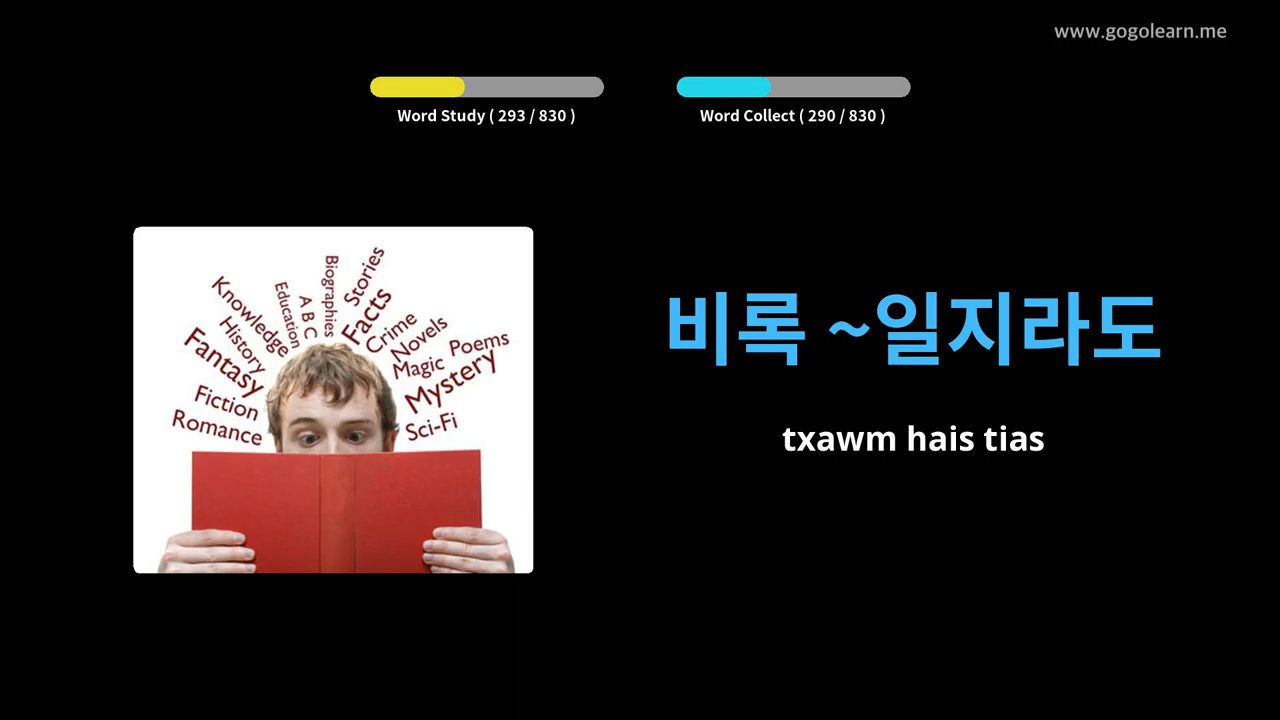 www.gogolearn.me
Word Study ( 293 / 830 )
Word Collect ( 290 / 830 )
Knowledge
Education
A B C
Biographies
Stories
Facts
History
Crime
Novels
Fantasy
Magic
Poems
Mystery
Fiction
Romance
Sci-Fi
비록 ~일지라도
txawm hais tias